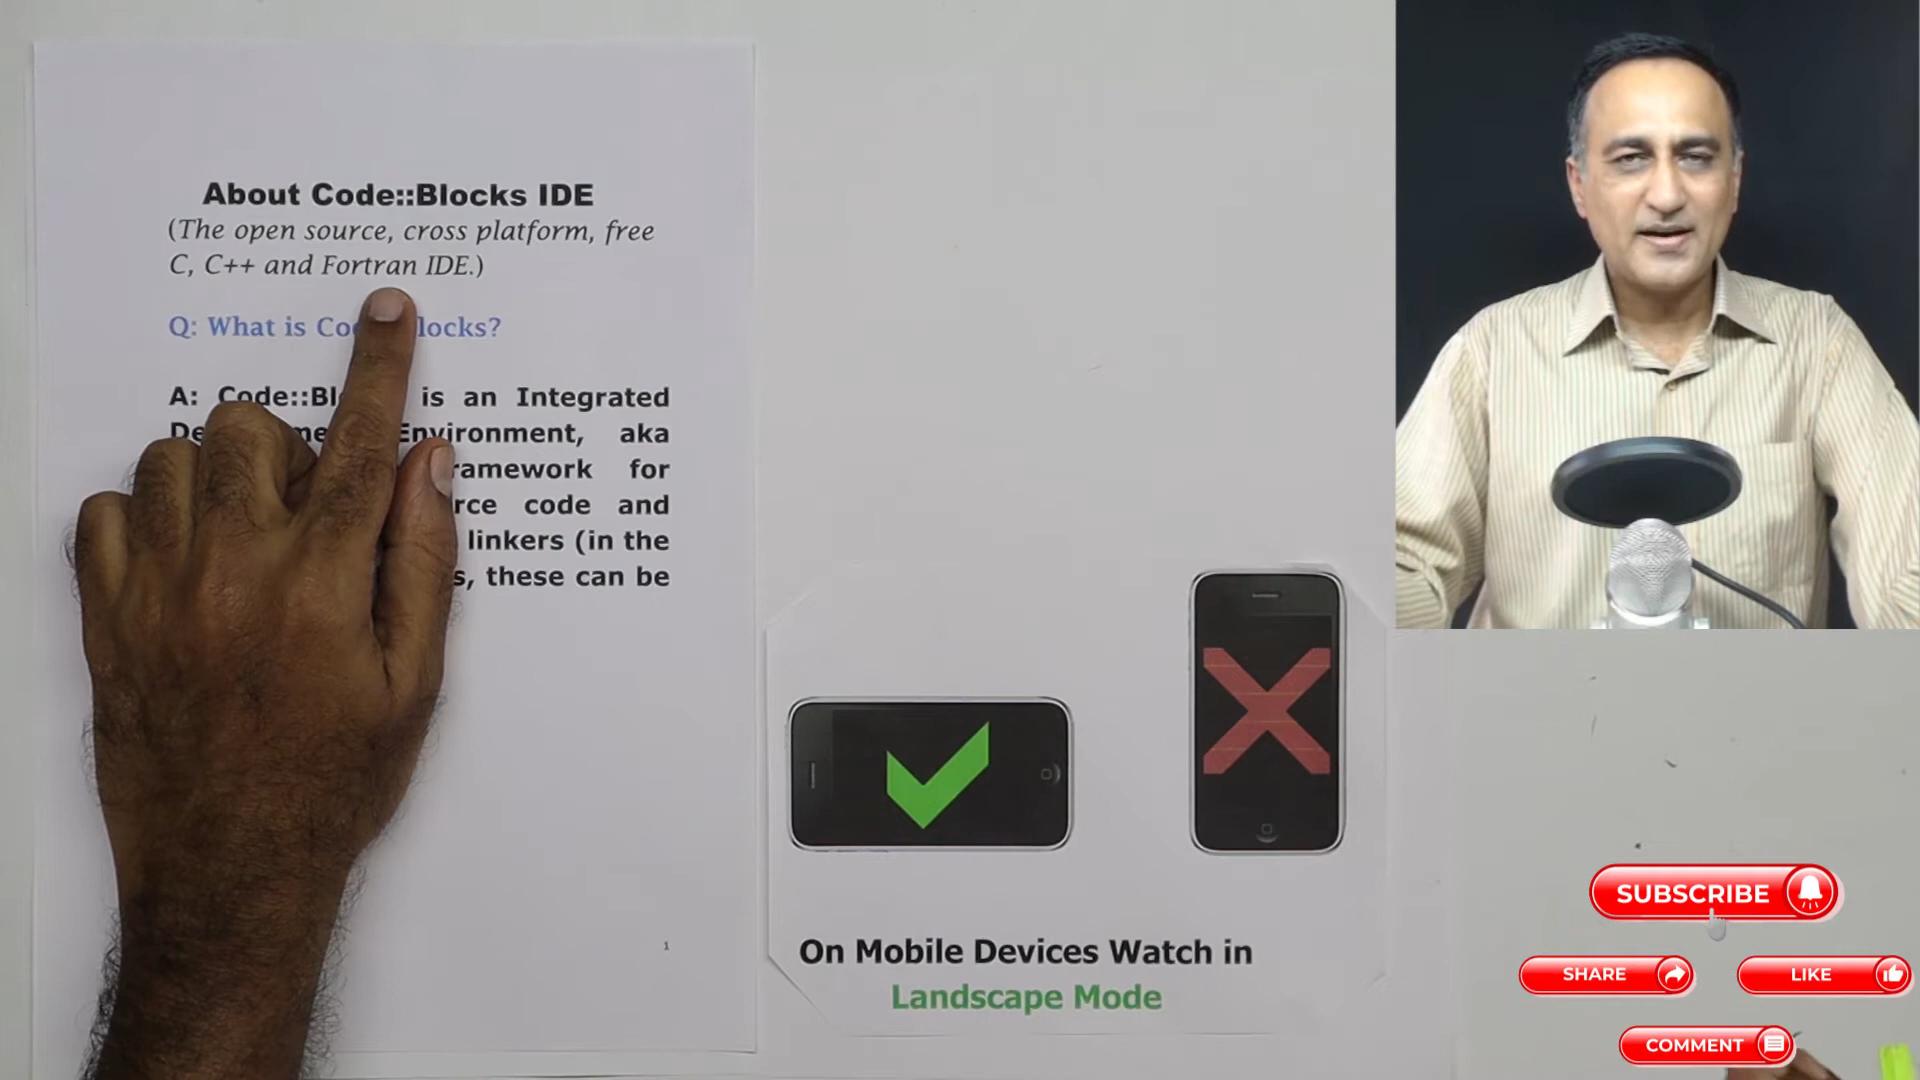 About Code::Blocks IDE
(The open source, cross platform, free
C, C++ and Fortran IDE.)
Q: What is Co locks?
A: Code::Bl is an Integrated
De me Environment, aka
ramework for
rce code and
linkers (in the
s, these can be
1
On Mobile Devices Watch in
Landscape Mode
SUBSCRIBE
SHARE
LIKE
COMMENT